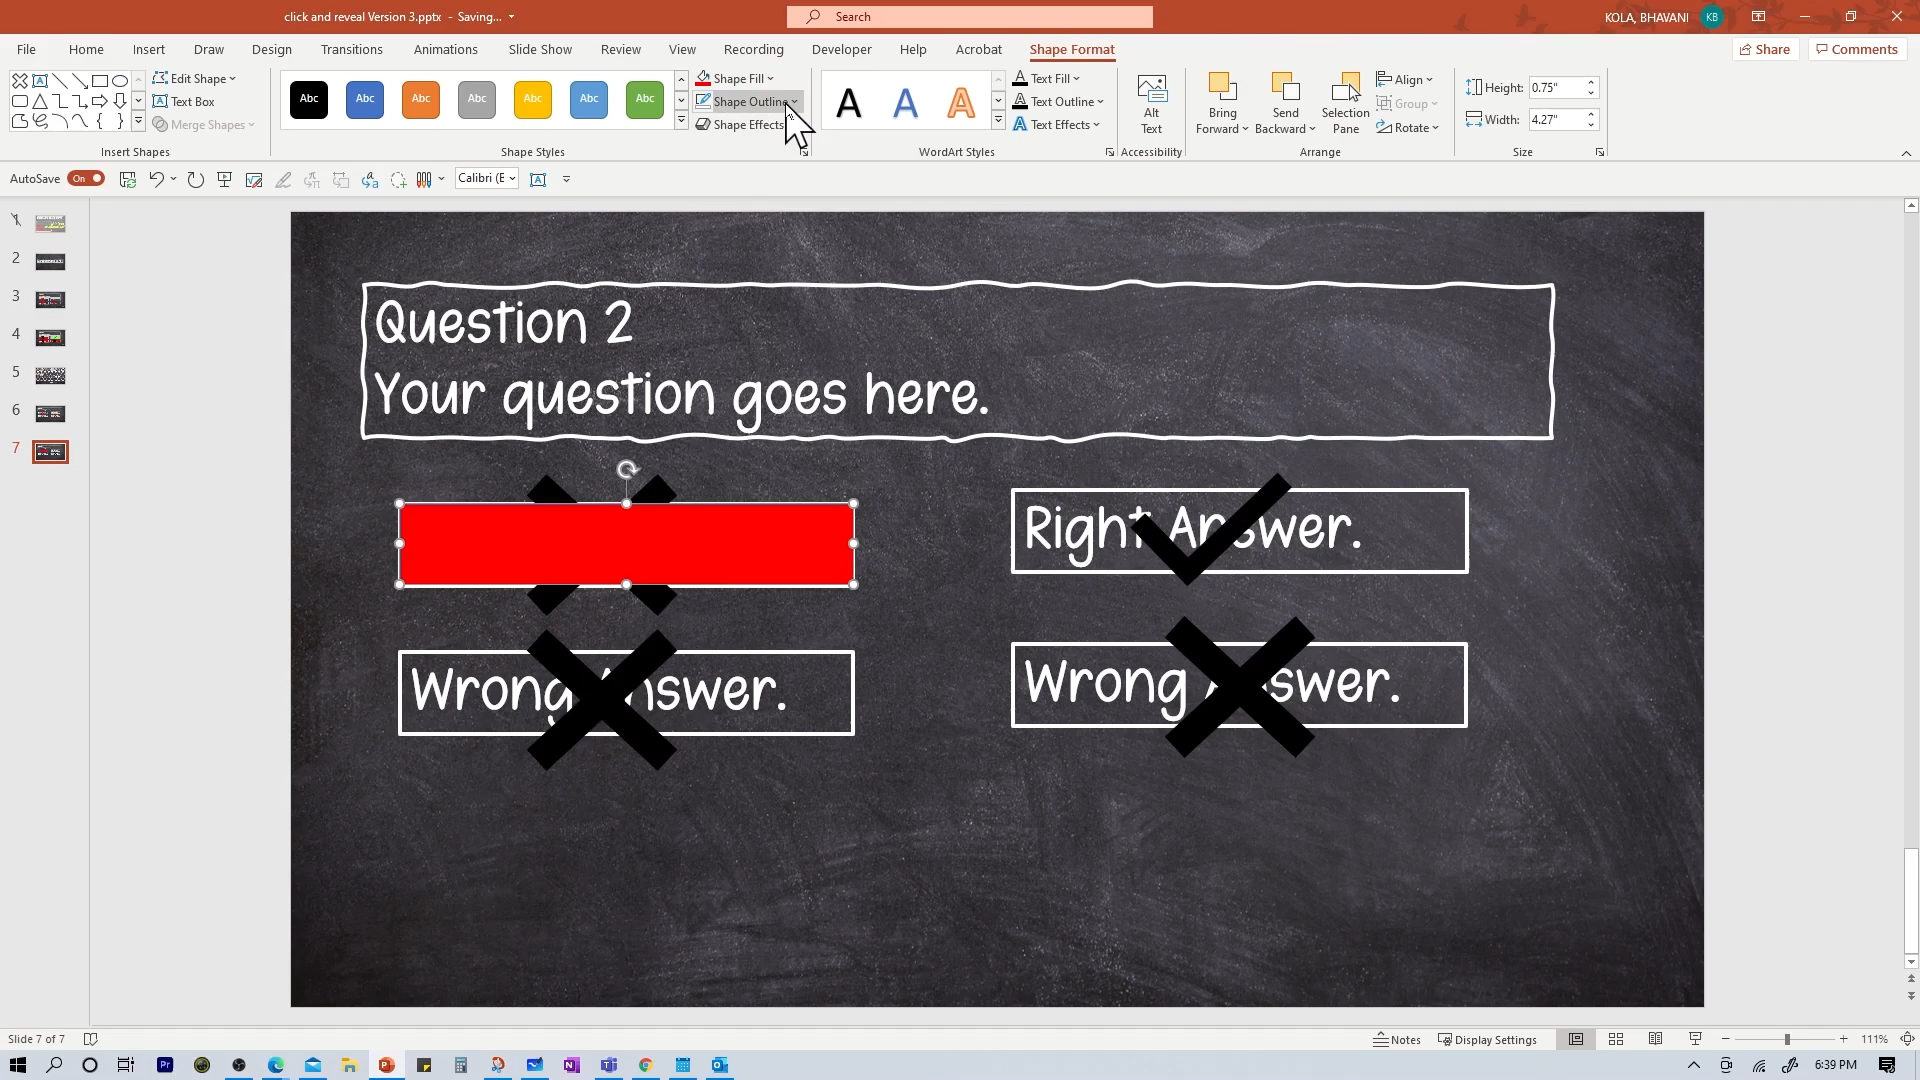 click and reveal Version 3.pptx - Saving...
Search
KOLA, BHAVANI
KB
File Home Insert Draw Design Transitions Animations Slide Show Review View Recording Developer Help Acrobat Shape Format
Share
Comments
Edit Shape
Text Box
Merge Shapes
Insert Shapes
Abc Abc Abc Abc Abc Abc Abc
Shape Styles
Shape Fill
Shape Outline
Shape Effects
A A A
WordArt Styles
Text Fill
Text Outline
Text Effects
Alt
Text
Accessibility
Bring
Forward
Send
Backward
Selection
Pane
Align
Group
Rotate
Arrange
Height: 0.75"
Width: 4.27"
Size
AutoSave On
Calibri (E
1
2
3
4
5
6
7
Question 2
Your question goes here.
Right Answer.
Wrong Answer.
Wrong Answer.
Slide 7 of 7
Notes
Display Settings
111%
6:39 PM